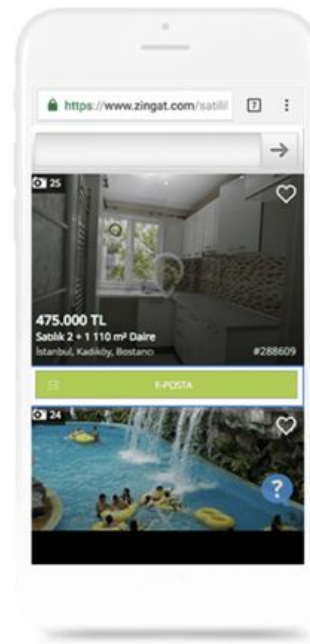 https://www.zingat.com/satilil
7
25
475.000 TL
Satılık 2 + 1 110 m² Daire
İstanbul, Kadıköy, Bostancı
#288609
E-POSTA
24
?